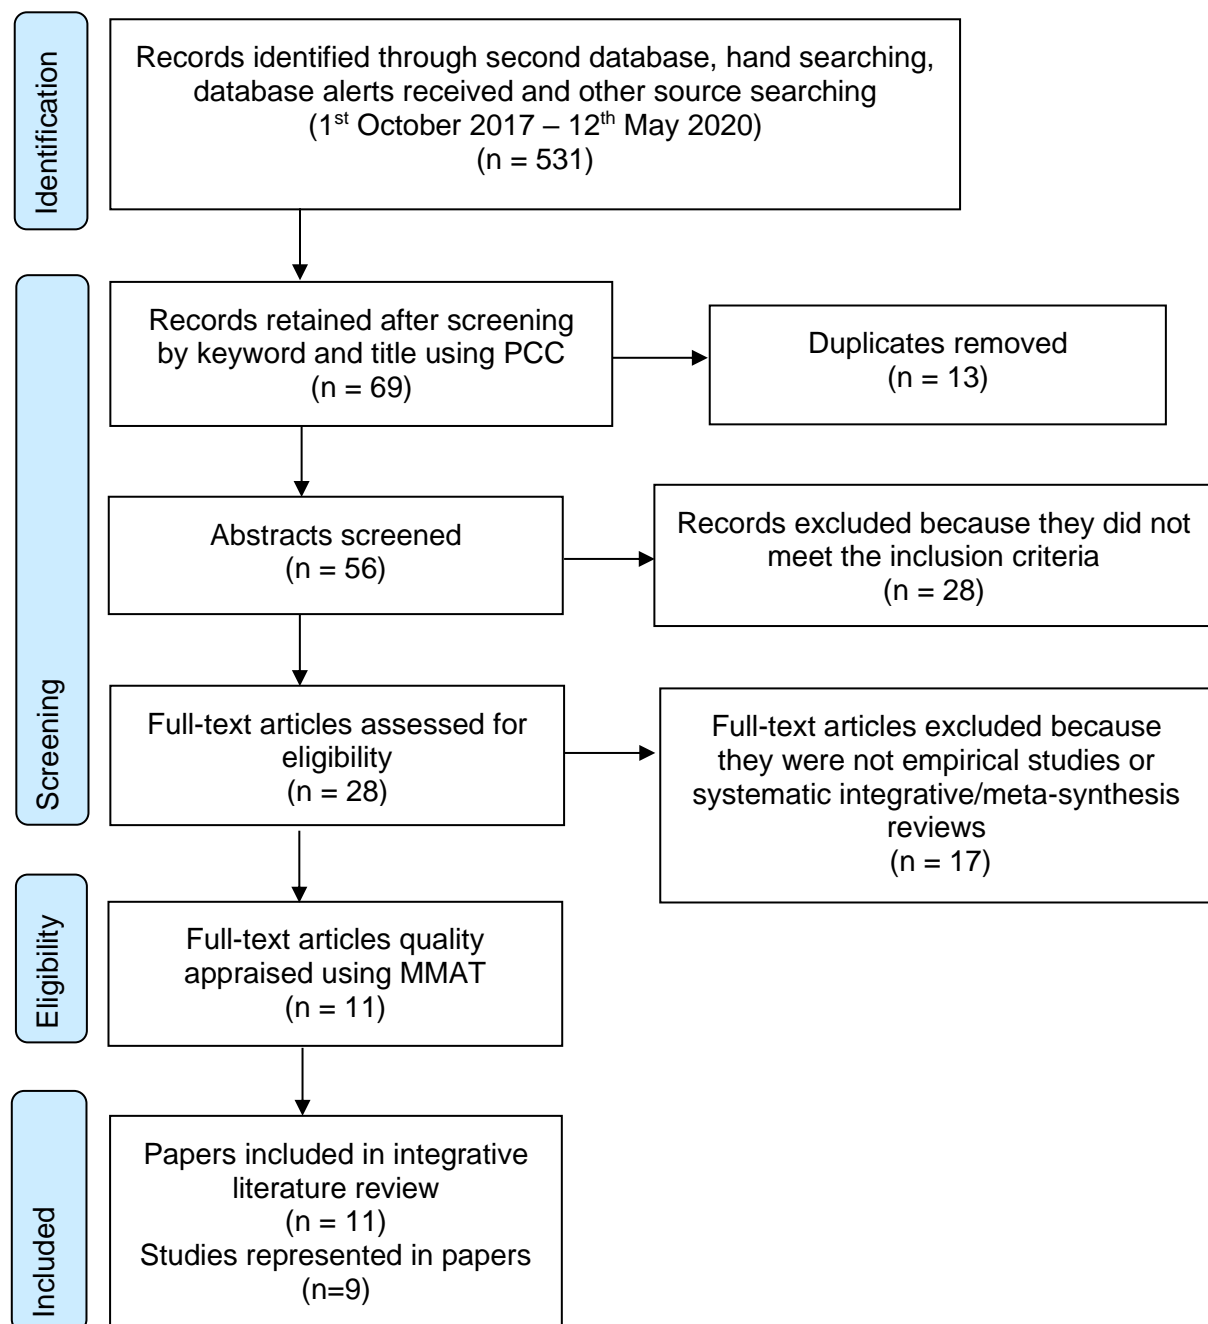 Identification
Records identified through second database, hand searching,
database alerts received and other source searching
(1st October 2017 – 12th May 2020)
(n = 531)
Screening
Records retained after screening
by keyword and title using PCC
(n = 69)
Duplicates removed
(n = 13)
Abstracts screened
(n = 56)
Records excluded because they did not
meet the inclusion criteria
(n = 28)
Full-text articles assessed for
eligibility
(n = 28)
Full-text articles excluded because
they were not empirical studies or
systematic integrative/meta-synthesis
reviews
(n = 17)
Eligibility
Full-text articles quality
appraised using MMAT
(n = 11)
Included
Papers included in integrative
literature review
(n = 11)
Studies represented in papers
(n=9)